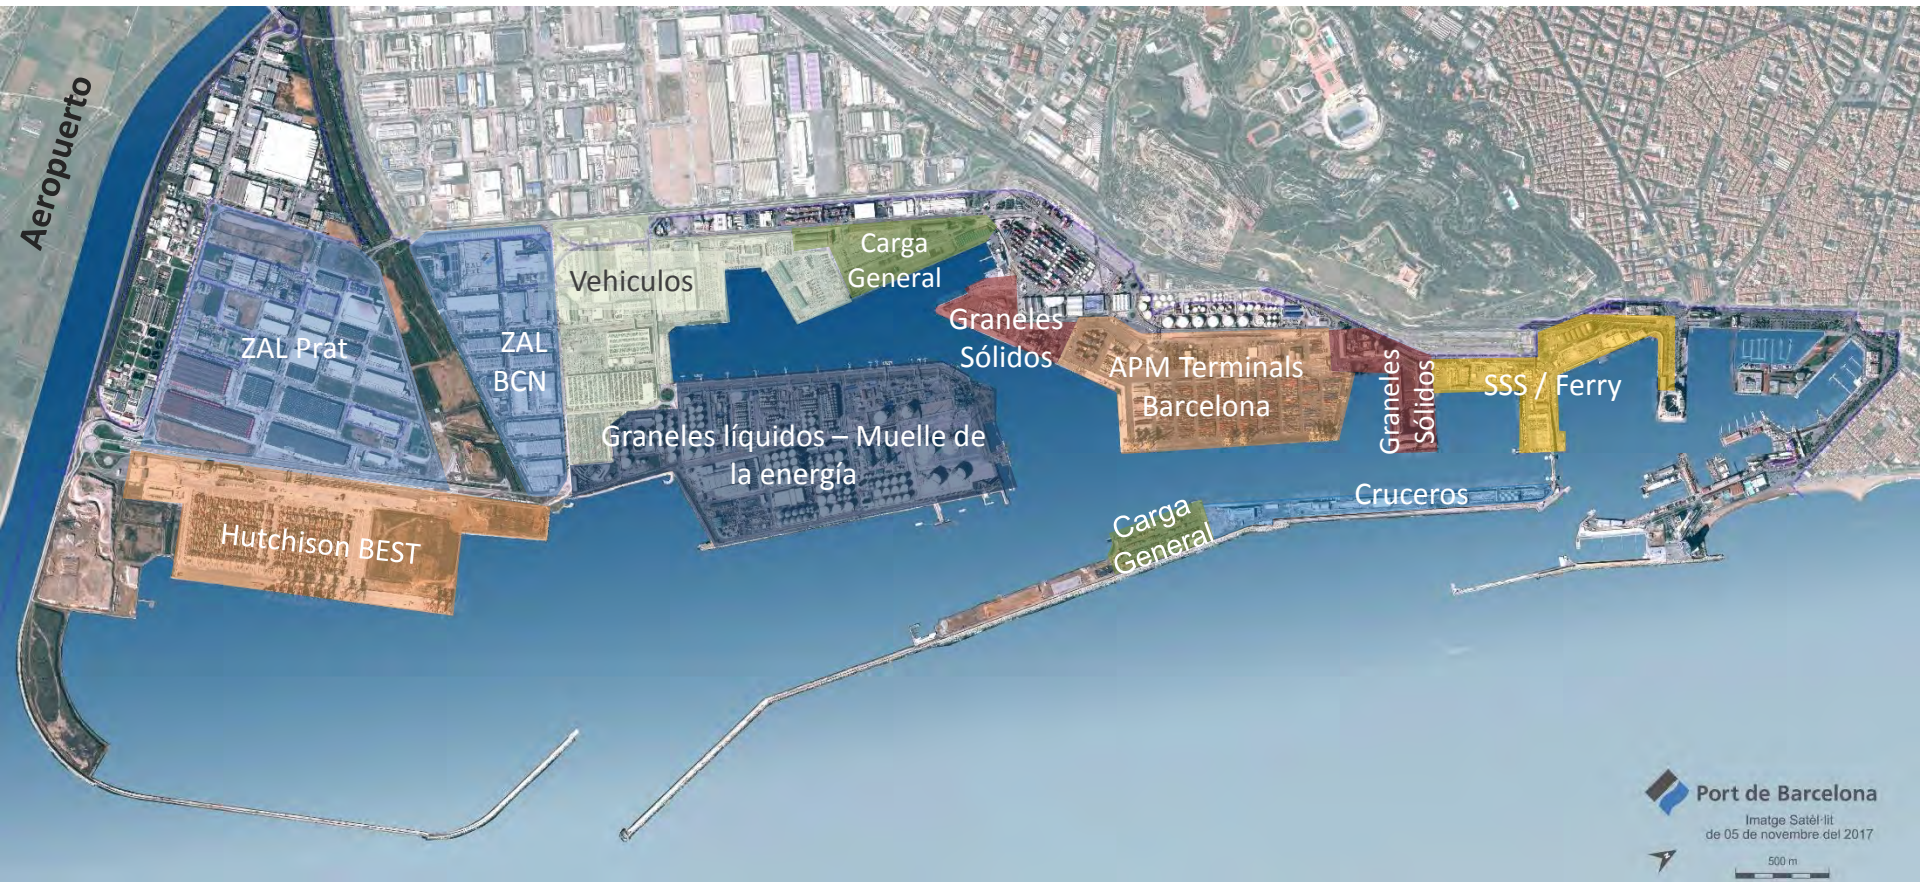 Aeropuerto
ZAL Prat
ZAL
BCN
Vehiculos
Carga
General
Graneles
Sólidos
APM Terminals
Barcelona
Graneles
Sólidos
SSS / Ferry
Graneles líquidos – Muelle de
la energía
Hutchison BEST
Carga
General
Cruceros
Port de Barcelona
Imatge Satèl·lit
de 05 de novembre del 2017
500 m